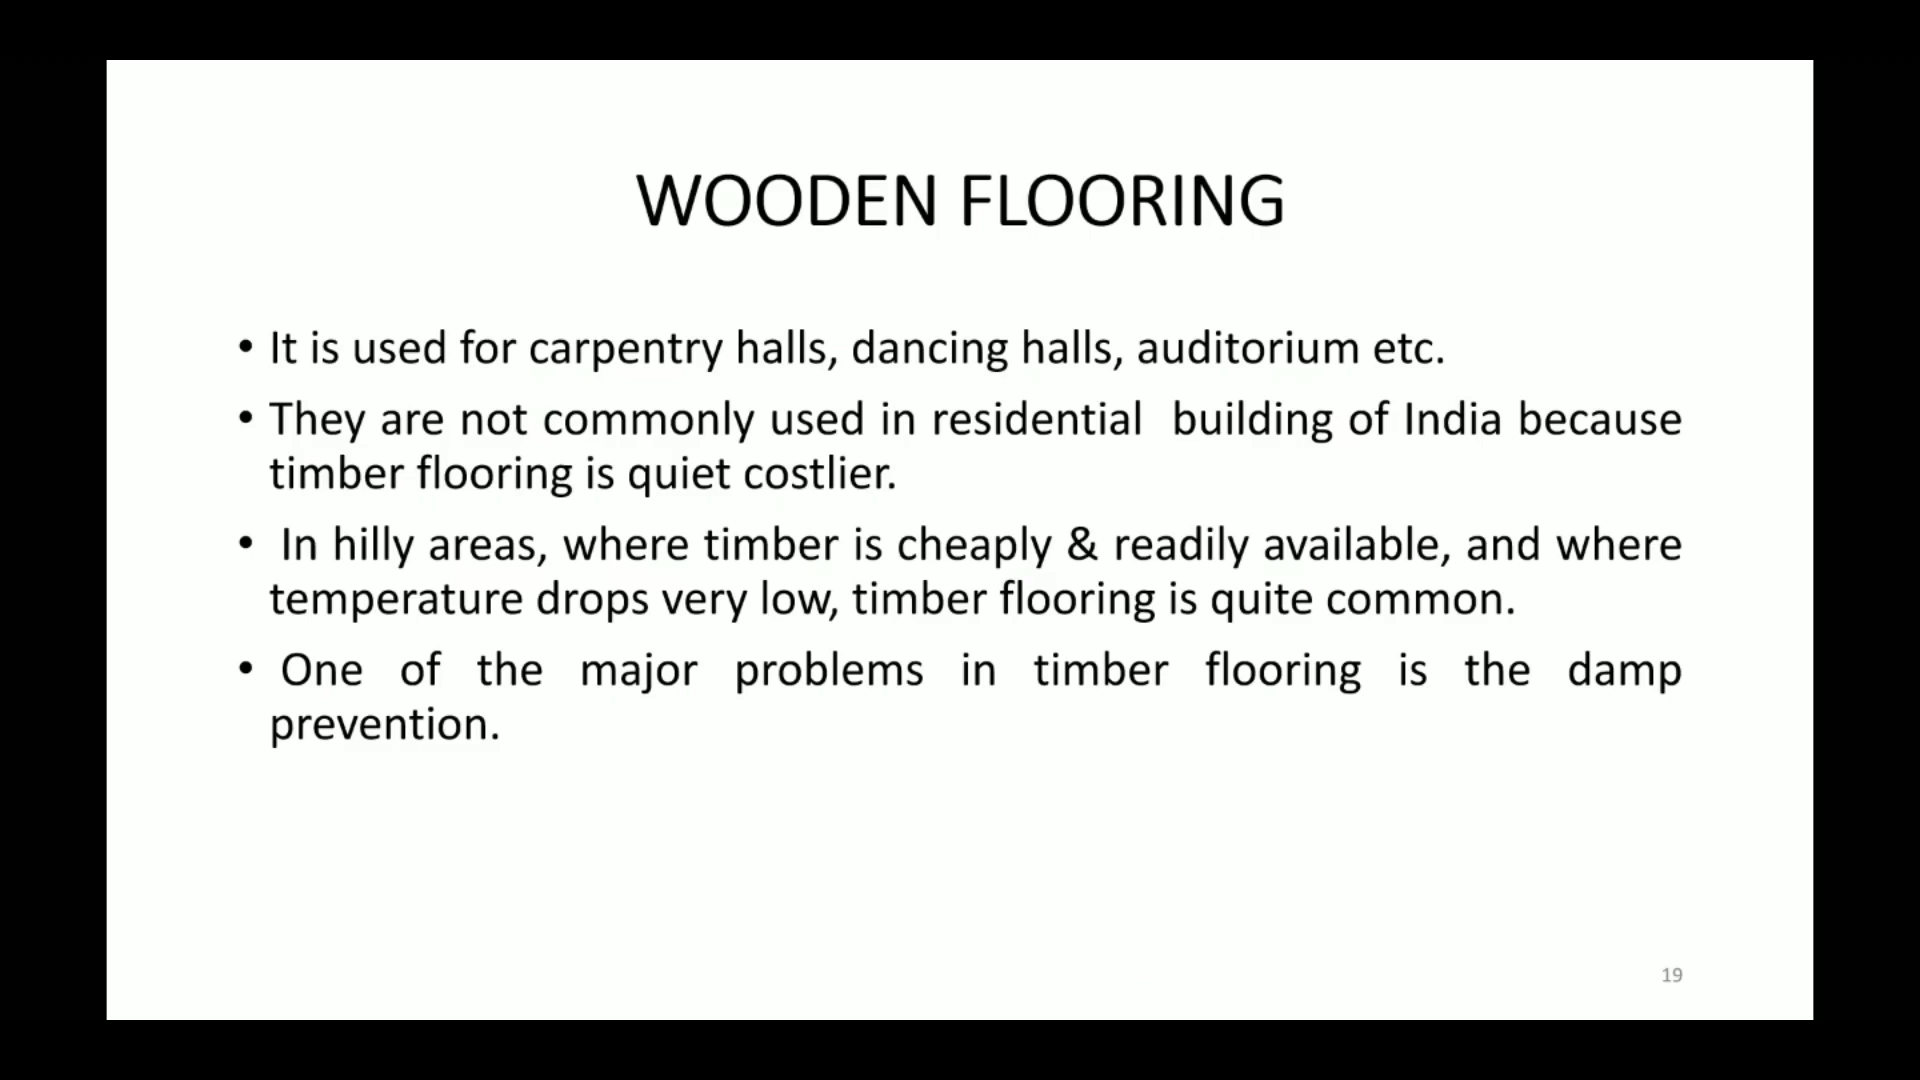 WOODEN FLOORING
• It is used for carpentry halls, dancing halls, auditorium etc.
• They are not commonly used in residential  building of India because
timber flooring is quiet costlier.
• In hilly areas, where timber is cheaply & readily available, and where
temperature drops very low, timber flooring is quite common.
• One of the major problems in timber flooring is the damp
prevention.
19